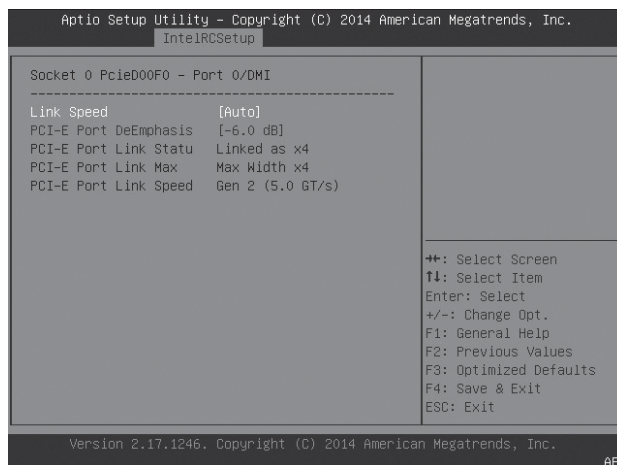 Aptio Setup Utility – Copyright (C) 2014 American Megatrends, Inc.
IntelRCSetup
Socket 0 PcieD00F0 – Port 0/DMI
------------------------------------------------
Link Speed [Auto]
PCI-E Port DeEmphasis [-6.0 dB]
PCI-E Port Link Statu Linked as x4
PCI-E Port Link Max Max Width x4
PCI-E Port Link Speed Gen 2 (5.0 GT/s)
→←: Select Screen
↑↓: Select Item
Enter: Select
+/-: Change Opt.
F1: General Help
F2: Previous Values
F3: Optimized Defaults
F4: Save & Exit
ESC: Exit
Version 2.17.1246. Copyright (C) 2014 American Megatrends, Inc.